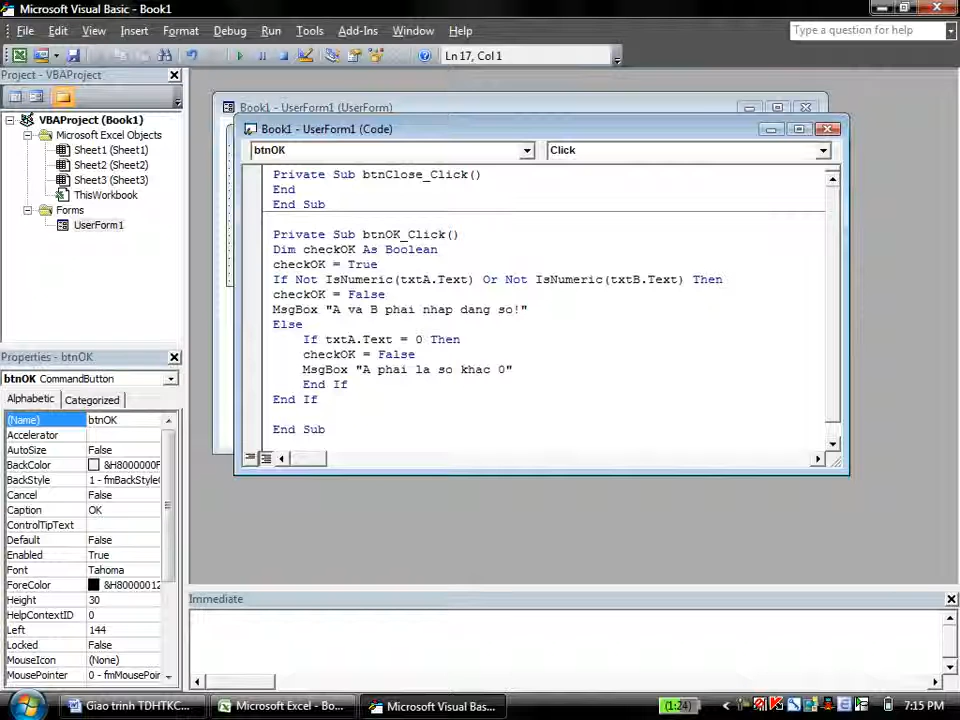 Microsoft Visual Basic - Book1
File Edit View Insert Format Debug Run Tools Add-Ins Window Help
Type a question for help
Ln 17, Col 1
Project - VBAProject
VBAProject (Book1)
Microsoft Excel Objects
Sheet1 (Sheet1)
Sheet2 (Sheet2)
Sheet3 (Sheet3)
ThisWorkbook
Forms
UserForm1
Book1 - UserForm1 (UserForm)
Book1 - UserForm1 (Code)
btnOK Click
Private Sub btnClose_Click()
End
End Sub
Private Sub btnOK_Click()
Dim checkOK As Boolean
checkOK = True
If Not IsNumeric(txtA.Text) Or Not IsNumeric(txtB.Text) Then
checkOK = False
MsgBox "A va B phai nhap dang so!"
Else
If txtA.Text = 0 Then
checkOK = False
MsgBox "A phai la so khac 0"
End If
End If
End Sub
Properties - btnOK
btnOK CommandButton
Alphabetic Categorized
(Name) btnOK
Accelerator
AutoSize False
BackColor &H8000000F
BackStyle 1 - fmBackStyle
Cancel False
Caption OK
ControlTipText
Default False
Enabled True
Font Tahoma
ForeColor &H80000012
Height 30
HelpContextID 0
Left 144
Locked False
MouseIcon (None)
MousePointer 0 - fmMousePoin
Immediate
Giao trinh TDHTKC...
Microsoft Excel - Bo...
Microsoft Visual Bas...
(1:24)
7:15 PM